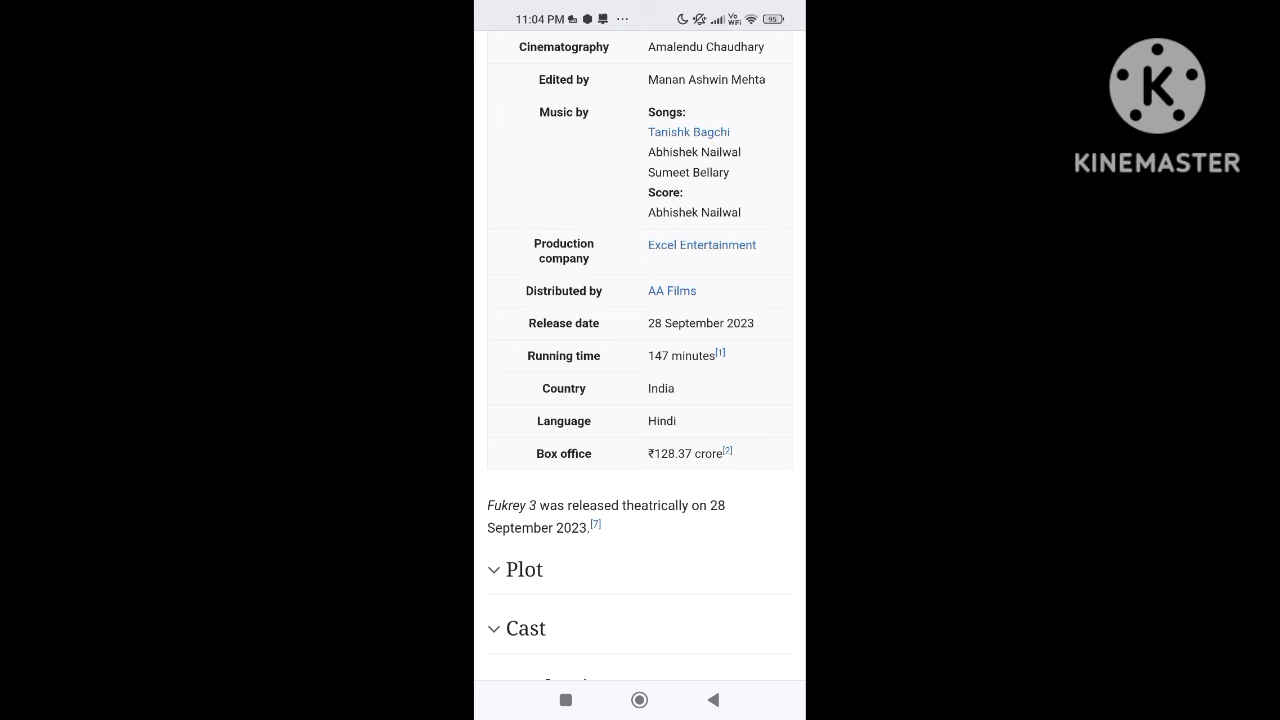 11:04 PM
Vo
WiFi
95
Cinematography Amalendu Chaudhary
Edited by Manan Ashwin Mehta
Music by Songs:
Tanishk Bagchi
Abhishek Nailwal
Sumeet Bellary
Score:
Abhishek Nailwal
Production
company Excel Entertainment
Distributed by AA Films
Release date 28 September 2023
Running time 147 minutes[1]
Country India
Language Hindi
Box office ₹128.37 crore[2]
Fukrey 3 was released theatrically on 28
September 2023.[7]
Plot
Cast
K
KINEMASTER